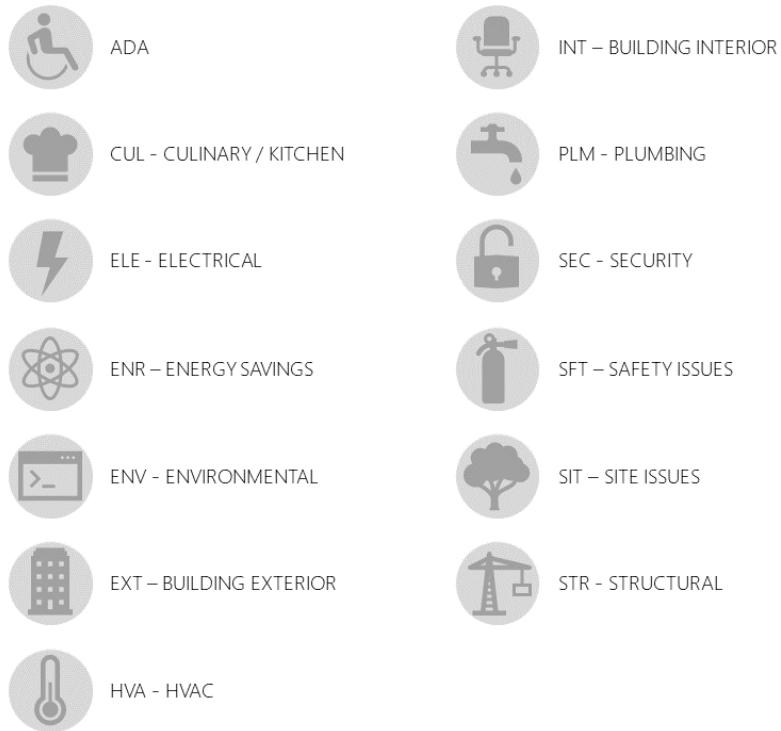 ADA
CUL - CULINARY / KITCHEN
ELE - ELECTRICAL
ENR – ENERGY SAVINGS
ENV - ENVIRONMENTAL
EXT – BUILDING EXTERIOR
HVA - HVAC
INT – BUILDING INTERIOR
PLM - PLUMBING
SEC - SECURITY
SFT – SAFETY ISSUES
SIT – SITE ISSUES
STR - STRUCTURAL